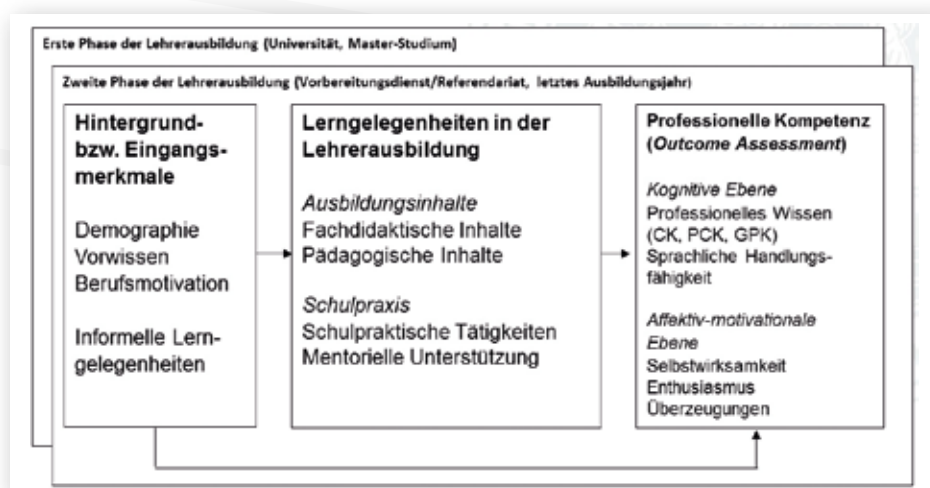 Erste Phase der Lehrerausbildung (Universität, Master-Studium)
Zweite Phase der Lehrerausbildung (Vorbereitungsdienst/Referendariat, letztes Ausbildungsjahr)
Hintergrund-
bzw. Eingangs-
merkmale
Demographie
Vorwissen
Berufsmotivation
Informelle Lern-
gelegenheiten
Lerngelegenheiten in der
Lehrerausbildung
Ausbildungsinhalte
Fachdidaktische Inhalte
Pädagogische Inhalte
Schulpraxis
Schulpraktische Tätigkeiten
Mentorielle Unterstützung
Professionelle Kompetenz
(Outcome Assessment)
Kognitive Ebene
Professionelles Wissen
(CK, PCK, GPK)
Sprachliche Handlungs-
fähigkeit
Affektiv-motivationale
Ebene
Selbstwirksamkeit
Enthusiasmus
Überzeugungen